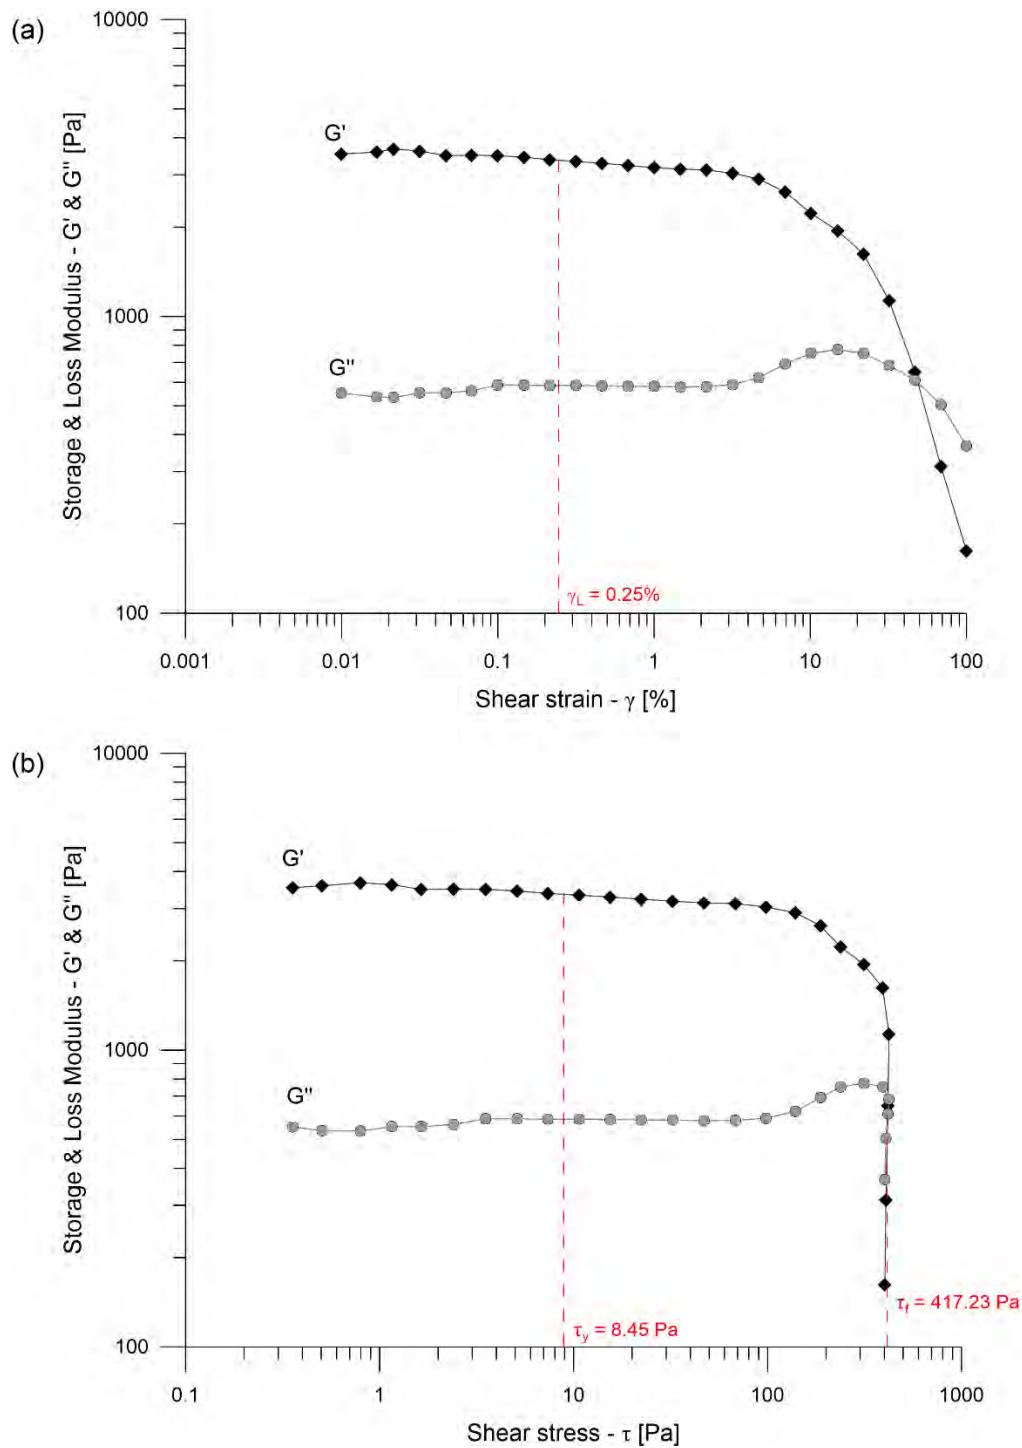 (a)
10000
G'
1000
G"
γL = 0.25%
100
0.001
0.01
0.1
1
10
100
Shear strain - γ [%]
Storage & Loss Modulus - G' & G" [Pa]
(b)
10000
G'
1000
G"
τf = 417.23 Pa
τy = 8.45 Pa
100
0.1
1
10
100
1000
Shear stress - τ [Pa]
Storage & Loss Modulus - G' & G" [Pa]